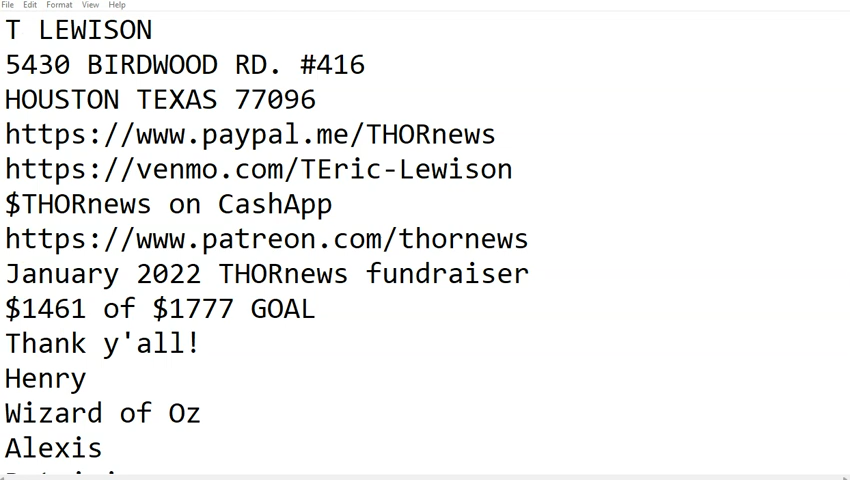 File Edit Format View Help
T LEWISON
5430 BIRDWOOD RD. #416
HOUSTON TEXAS 77096
https://www.paypal.me/THORnews
https://venmo.com/TEric-Lewison
$THORnews on CashApp
https://www.patreon.com/thornews
January 2022 THORnews fundraiser
$1461 of $1777 GOAL
Thank y'all!
Henry
Wizard of Oz
Alexis